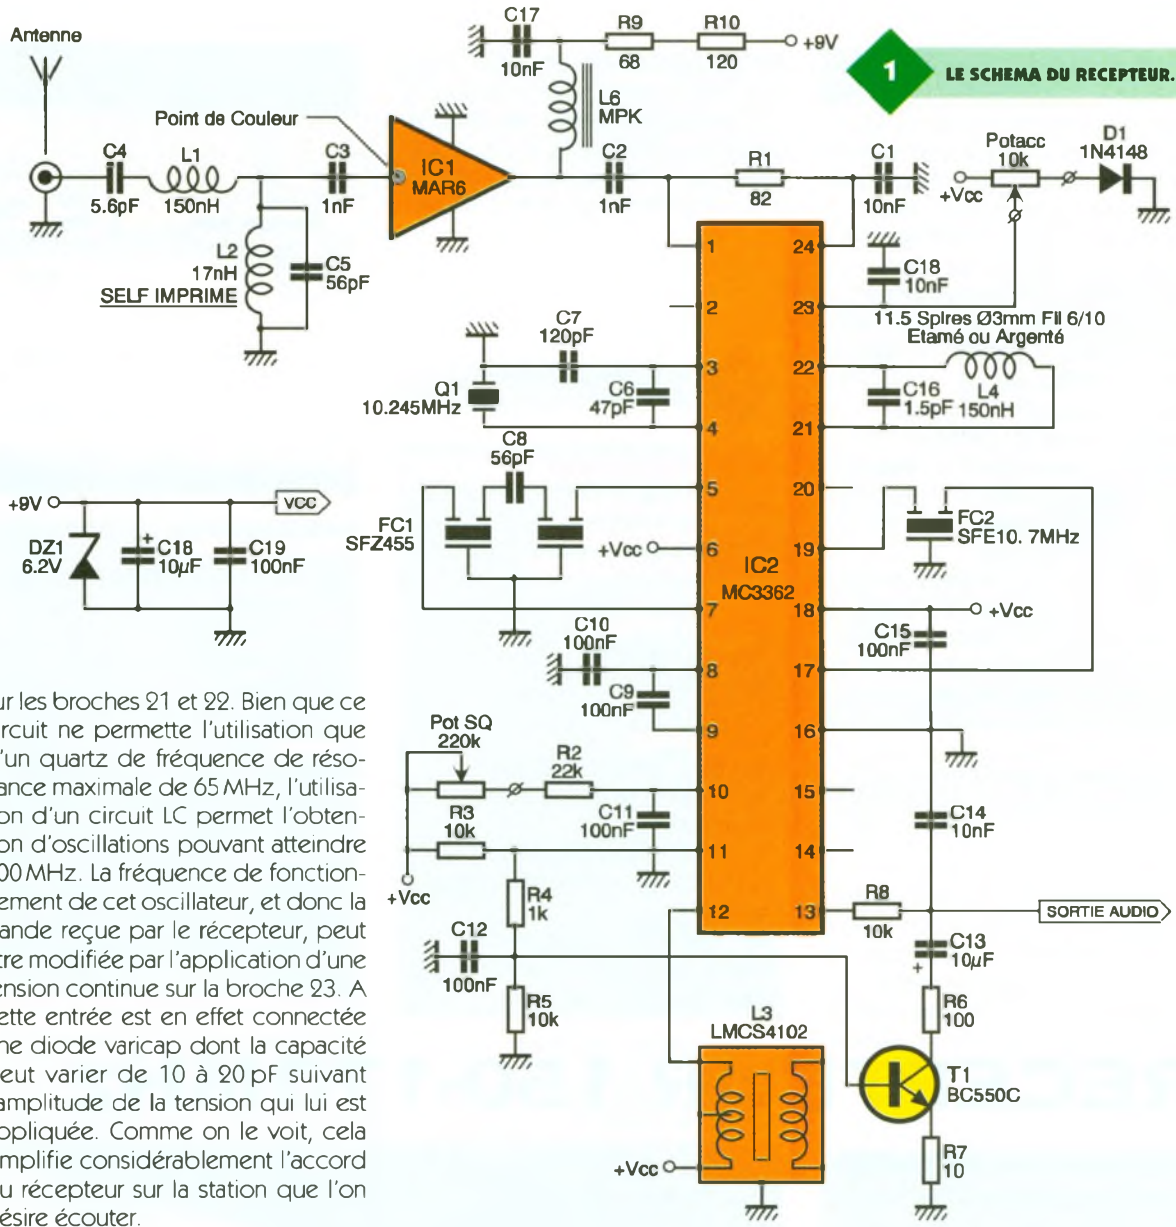 Antenne
C4
5.6pF
L1
150nH
Point de Couleur
C3
1nF
L2
17nH
SELF IMPRIME
C5
56pF
IC1
MAR6
C17
10nF
R9
68
R10
120
+9V
L6
MPK
C2
1nF
R1
82
C1
10nF
1
LE SCHEMA DU RECEPTEUR.
Potacc
10k
+Vcc
D1
1N4148
C18
10nF
11.5 Spires Ø3mm Fil 6/10
Etamé ou Argenté
C16
1.5pF
L4
150nH
C7
120pF
Q1
10.245MHz
C6
47pF
C8
56pF
FC1
SFZ455
+Vcc
FC2
SFE10. 7MHz
+9V
VCC
DZ1
6.2V
+
C18
10µF
C19
100nF
1
2
3
4
5
6
7
8
9
10
11
12
24
23
22
21
20
19
18
17
16
15
14
13
IC2
MC3362
+Vcc
C15
100nF
C10
100nF
C9
100nF
Pot SQ
220k
R2
22k
R3
10k
C11
100nF
+Vcc
R4
1k
C12
100nF
R5
10k
C14
10nF
R8
10k
SORTIE AUDIO
C13
10µF
+
R6
100
T1
BC550C
R7
10
L3
LMCS4102
+Vcc
ur les broches 21 et 22. Bien que ce
rcuit ne permette l'utilisation que
'un quartz de fréquence de réso-
ance maximale de 65 MHz, l'utilisa-
on d'un circuit LC permet l'obten-
on d'oscillations pouvant atteindre
00 MHz. La fréquence de fonction-
ement de cet oscillateur, et donc la
ande reçue par le récepteur, peut
tre modifiée par l'application d'une
ension continue sur la broche 23. A
ette entrée est en effet connectée
ne diode varicap dont la capacité
eut varier de 10 à 20 pF suivant
amplitude de la tension qui lui est
ppliquée. Comme on le voit, cela
mplifie considérablement l'accord
u récepteur sur la station que l'on
ésire écouter.